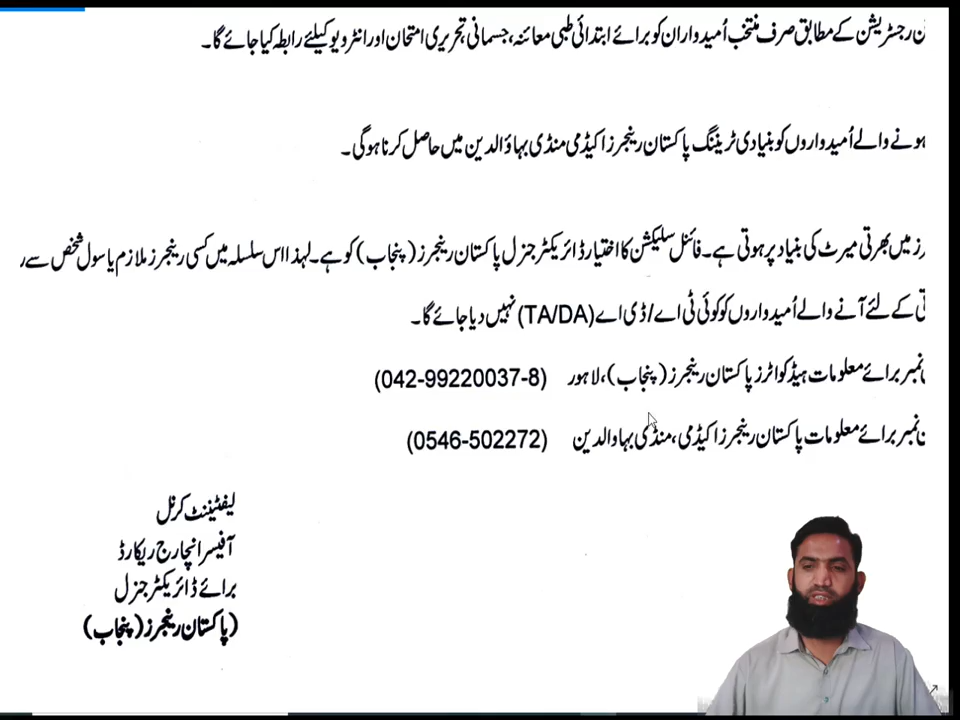 رجسٹریشن کے مطابق صرف منتخب اُمیدواران کو برائے ابتدائی طبی معائنہ، جسمانی تحریری امتحان اور انٹرویو کیلئے رابطہ کیا جائے گا۔
ہونے والے اُمیدواروں کو بنیادی ٹریننگ پاکستان رینجرز اکیڈمی منڈی بہاؤالدین میں حاصل کرنا ہوگی۔
میں بھرتی میرٹ کی بنیاد پر ہوتی ہے۔ فائنل سلیکشن کا اختیار ڈائریکٹر جنرل پاکستان رینجرز (پنجاب) کو ہے۔ لہذا اس سلسلہ میں کسی رینجرز ملازم یا سول شخص سے
کے لئے آنے والے اُمیدواروں کو کوئی ٹی اے / ڈی اے (TA/DA) نہیں دیا جائے گا۔
نمبر برائے معلومات ہیڈکواٹرز پاکستان رینجرز (پنجاب)، لاہور (042-99220037-8)
نمبر برائے معلومات پاکستان رینجرز اکیڈمی، منڈی بہاوالدین (0546-502272)
لیفٹیننٹ کرنل
آفیسر انچارج ریکارڈ
برائے ڈائریکٹر جنرل
(پاکستان رینجرز (پنجاب)